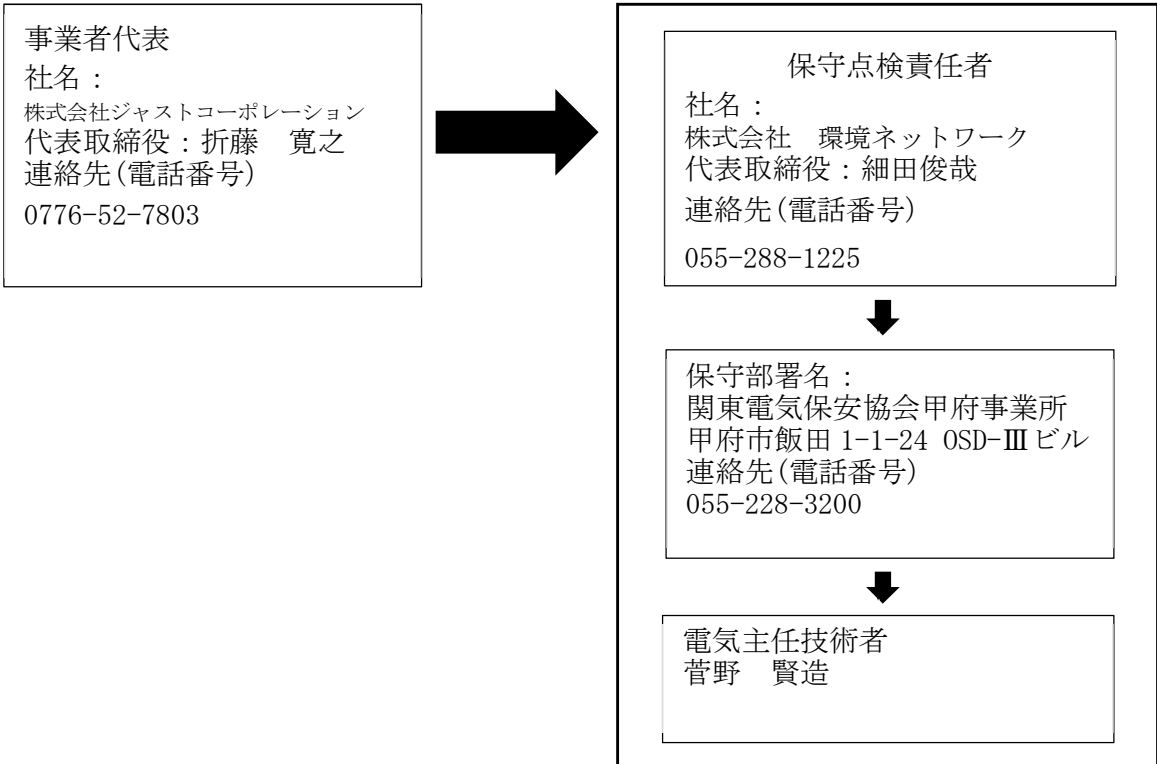 事業者代表
社名：
株式会社ジャストコーポレーション
代表取締役：折藤　寛之
連絡先(電話番号)
0776-52-7803
保守点検責任者
社名：
株式会社　環境ネットワーク
代表取締役：細田俊哉
連絡先(電話番号)
055-288-1225
保守部署名：
関東電気保安協会甲府事業所
甲府市飯田 1-1-24 OSD-Ⅲビル
連絡先(電話番号)
055-228-3200
電気主任技術者
菅野　賢造